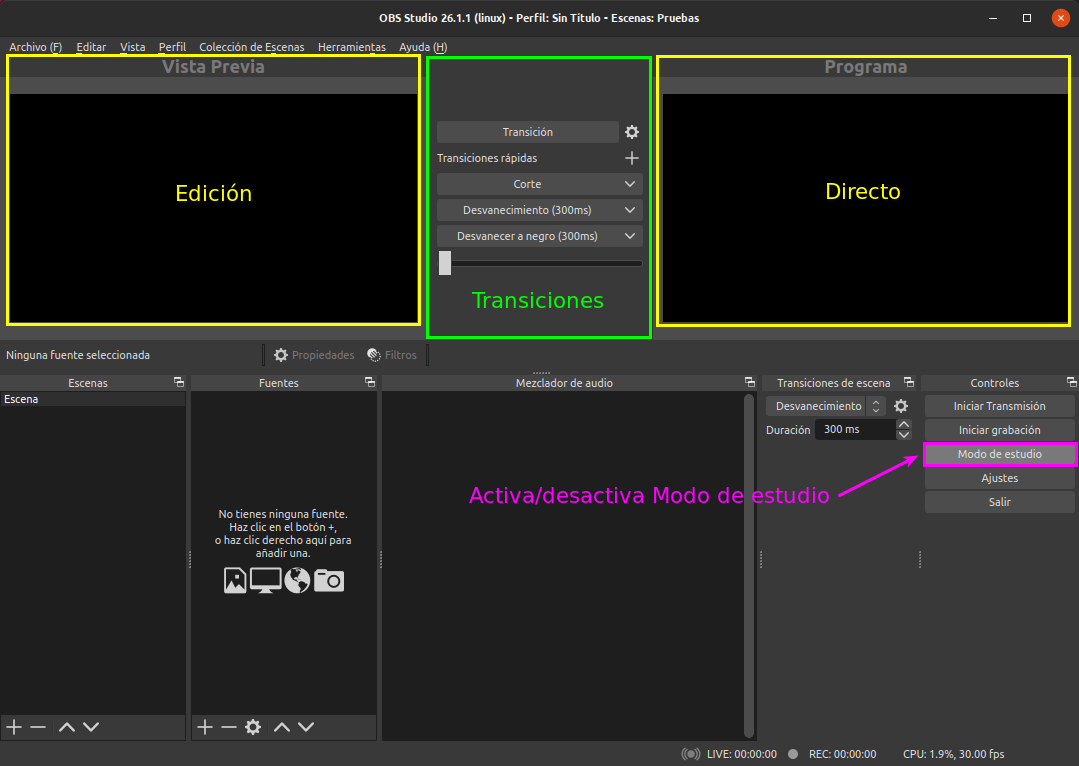 OBS Studio 26.1.1 (linux) - Perfil: Sin Título - Escenas: Pruebas
Archivo (F) Editar Vista Perfil Colección de Escenas Herramientas Ayuda (H)
Vista Previa
Programa
Edición
Transición
Transiciones rápidas
Corte
Desvanecimiento (300ms)
Desvanecer a negro (300ms)
Transiciones
Directo
Ninguna fuente seleccionada
Propiedades
Filtros
Escenas
Fuentes
Mezclador de audio
Transiciones de escena
Controles
Escena
No tienes ninguna fuente.
Haz clic en el botón +,
o haz clic derecho aquí para
añadir una.
Desvanecimiento
Duración 300 ms
Iniciar Transmisión
Iniciar grabación
Modo de estudio
Ajustes
Salir
Activa/desactiva Modo de estudio
LIVE: 00:00:00 REC: 00:00:00 CPU: 1.9%, 30.00 fps